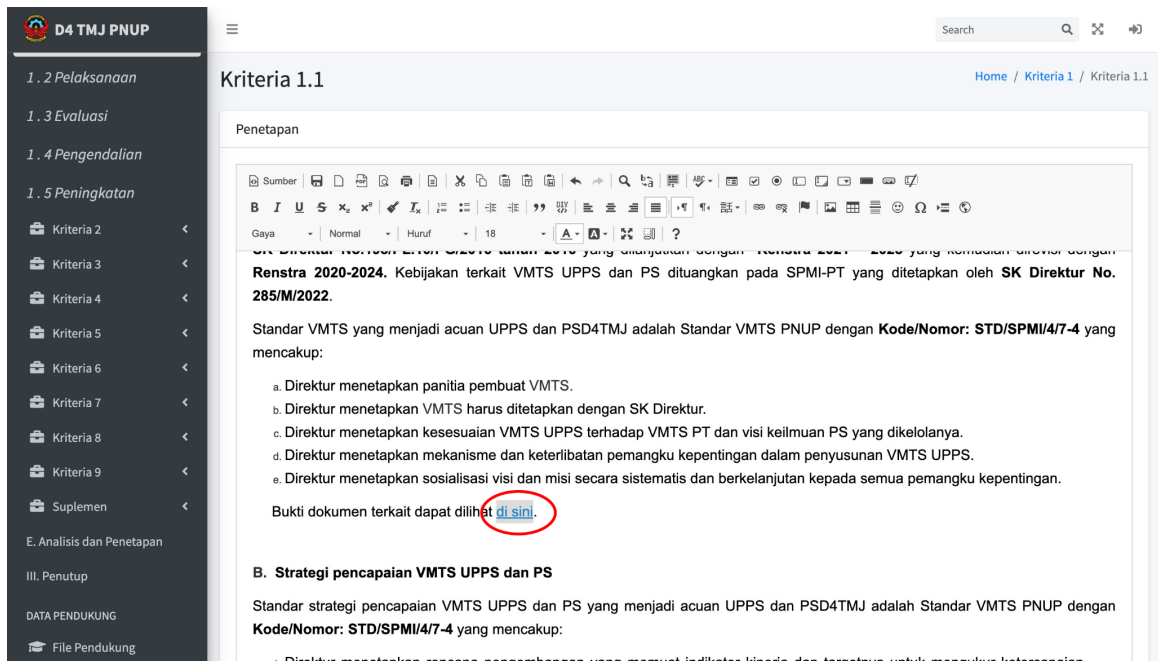 D4 TMJ PNUP
Search
1 . 2 Pelaksanaan
1 . 3 Evaluasi
1 . 4 Pengendalian
1 . 5 Peningkatan
Kriteria 2
Kriteria 3
Kriteria 4
Kriteria 5
Kriteria 6
Kriteria 7
Kriteria 8
Kriteria 9
Suplemen
E. Analisis dan Penetapan
III. Penutup
DATA PENDUKUNG
File Pendukung
Kriteria 1.1
Home / Kriteria 1 / Kriteria 1.1
Penetapan
Sumber
Gaya Normal Huruf 18
Renstra 2020-2024. Kebijakan terkait VMTS UPPS dan PS dituangkan pada SPMI-PT yang ditetapkan oleh SK Direktur No.
285/M/2022.
Standar VMTS yang menjadi acuan UPPS dan PSD4TMJ adalah Standar VMTS PNUP dengan Kode/Nomor: STD/SPMI/4/7-4 yang
mencakup:
a. Direktur menetapkan panitia pembuat VMTS.
b. Direktur menetapkan VMTS harus ditetapkan dengan SK Direktur.
c. Direktur menetapkan kesesuaian VMTS UPPS terhadap VMTS PT dan visi keilmuan PS yang dikelolanya.
d. Direktur menetapkan mekanisme dan keterlibatan pemangku kepentingan dalam penyusunan VMTS UPPS.
e. Direktur menetapkan sosialisasi visi dan misi secara sistematis dan berkelanjutan kepada semua pemangku kepentingan.
Bukti dokumen terkait dapat dilihat di sini.
B. Strategi pencapaian VMTS UPPS dan PS
Standar strategi pencapaian VMTS UPPS dan PS yang menjadi acuan UPPS dan PSD4TMJ adalah Standar VMTS PNUP dengan
Kode/Nomor: STD/SPMI/4/7-4 yang mencakup: